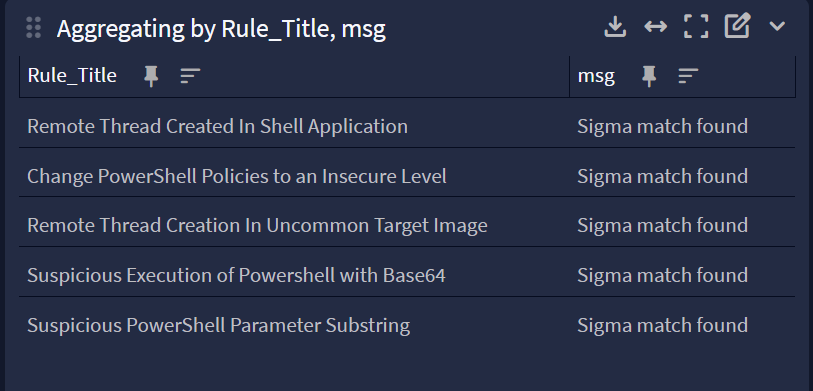 Aggregating by Rule_Title, msg
Rule_Title msg
Remote Thread Created In Shell Application Sigma match found
Change PowerShell Policies to an Insecure Level Sigma match found
Remote Thread Creation In Uncommon Target Image Sigma match found
Suspicious Execution of Powershell with Base64 Sigma match found
Suspicious PowerShell Parameter Substring Sigma match found